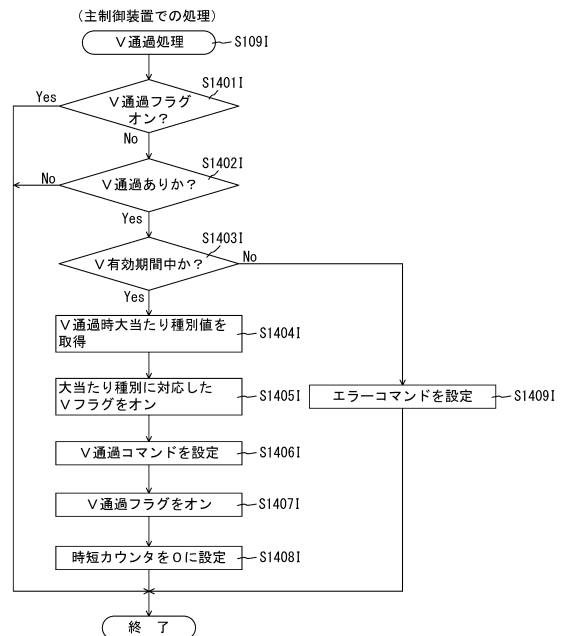 (主制御装置での処理)
V通過処理
S109I
S1401I
V通過フラグ
オン?
Yes
No
S1402I
V通過ありか?
No
Yes
S1403I
V有効期間中か?
No
Yes
V通過時大当たり種別値を
取得
S1404I
大当たり種別に対応した
Vフラグをオン
S1405I
エラーコマンドを設定
S1409I
V通過コマンドを設定
S1406I
V通過フラグをオン
S1407I
時短カウンタを0に設定
S1408I
終 了